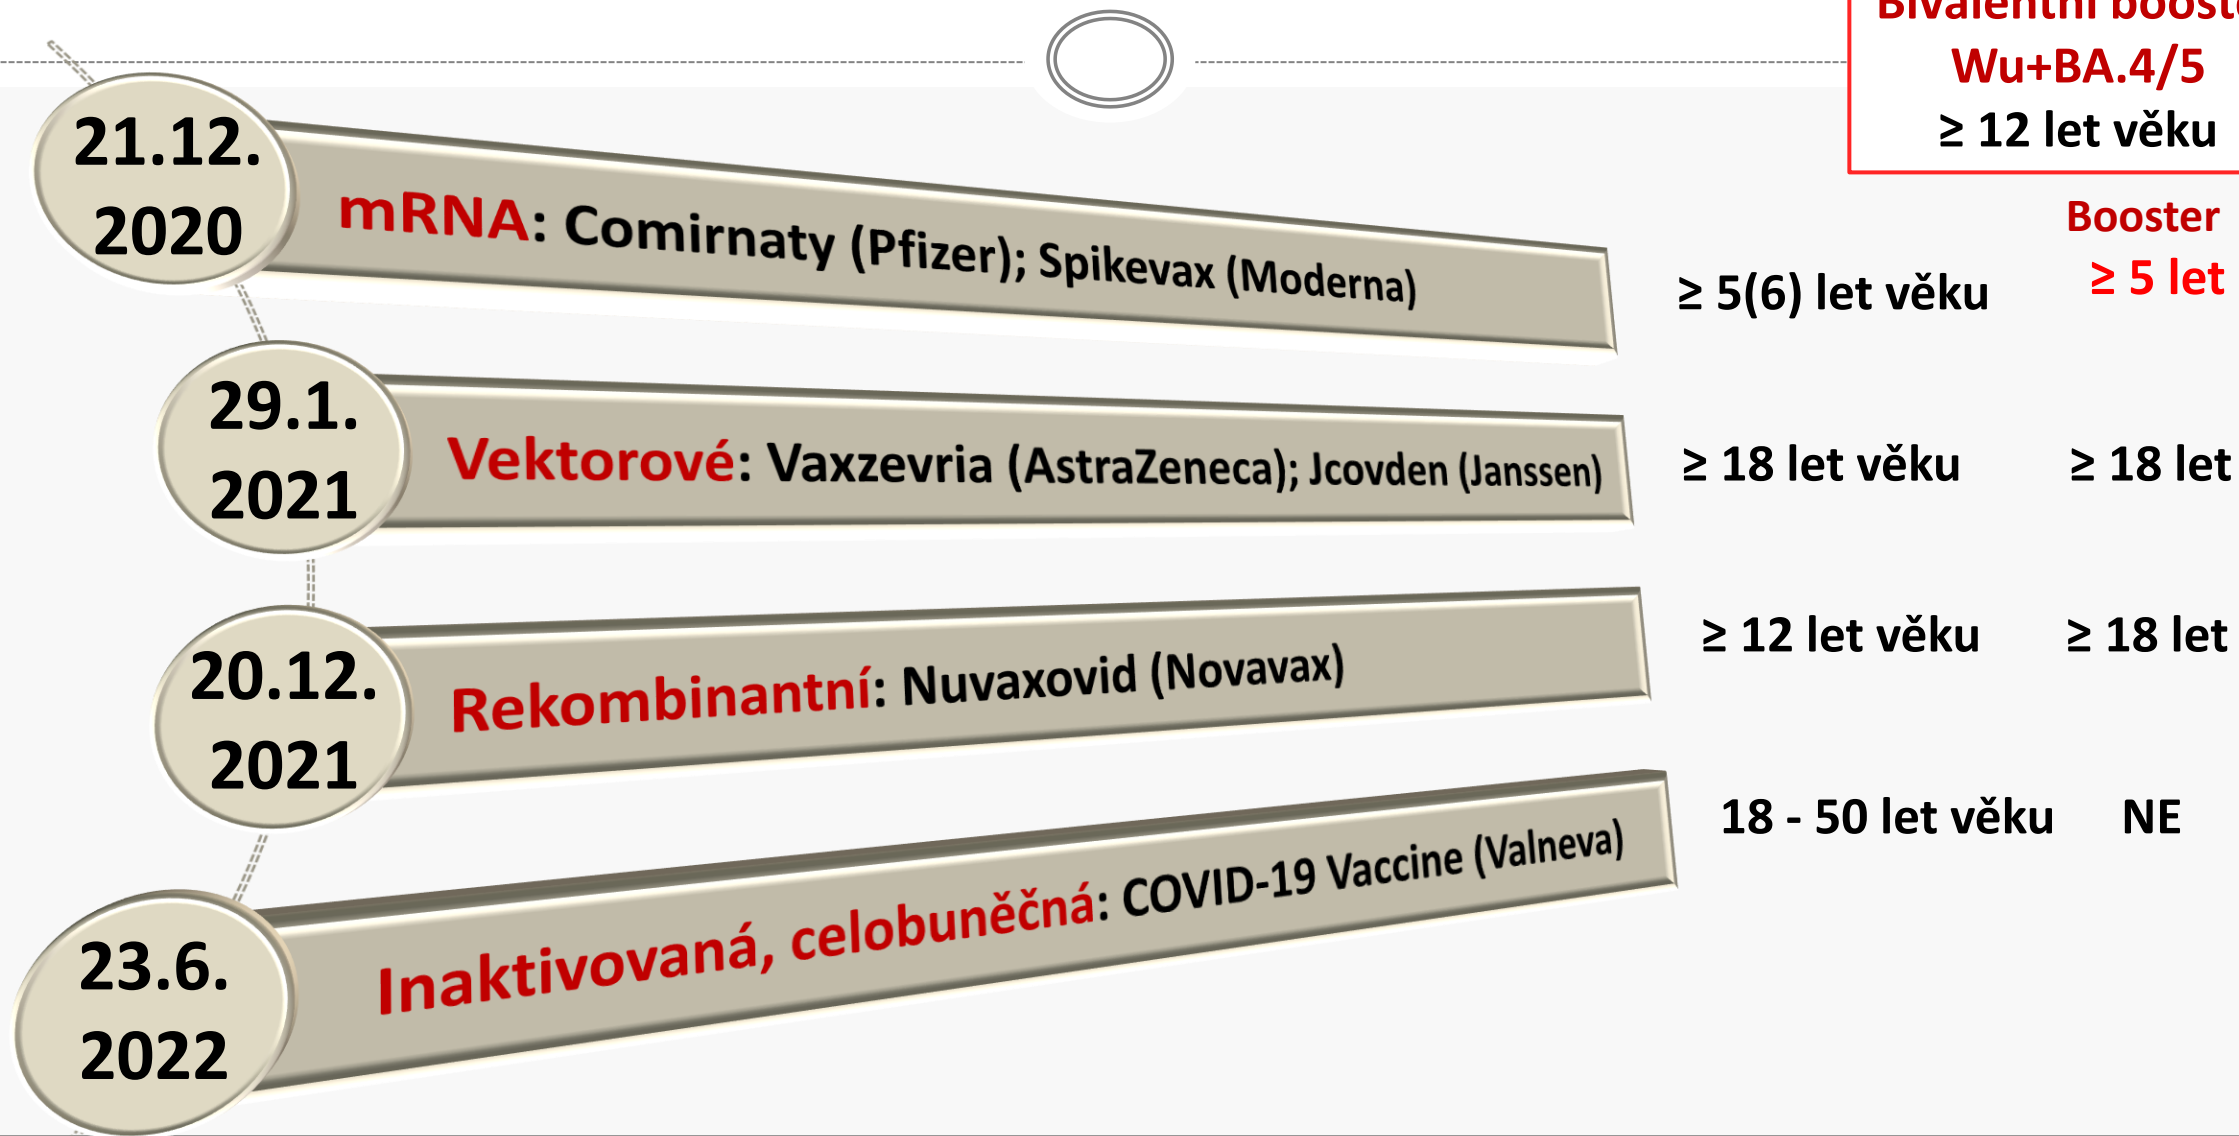 Bivalentní booste
Wu+BA.4/5
≥ 12 let věku
21.12.
2020
mRNA: Comirnaty (Pfizer); Spikevax (Moderna)
≥ 5(6) let věku
Booster
≥ 5 let
29.1.
2021
Vektorové: Vaxzevria (AstraZeneca); Jcovden (Janssen)
≥ 18 let věku
≥ 18 let
20.12.
2021
Rekombinantní: Nuvaxovid (Novavax)
≥ 12 let věku
≥ 18 let
23.6.
2022
Inaktivovaná, celobuněčná: COVID-19 Vaccine (Valneva)
18 - 50 let věku
NE